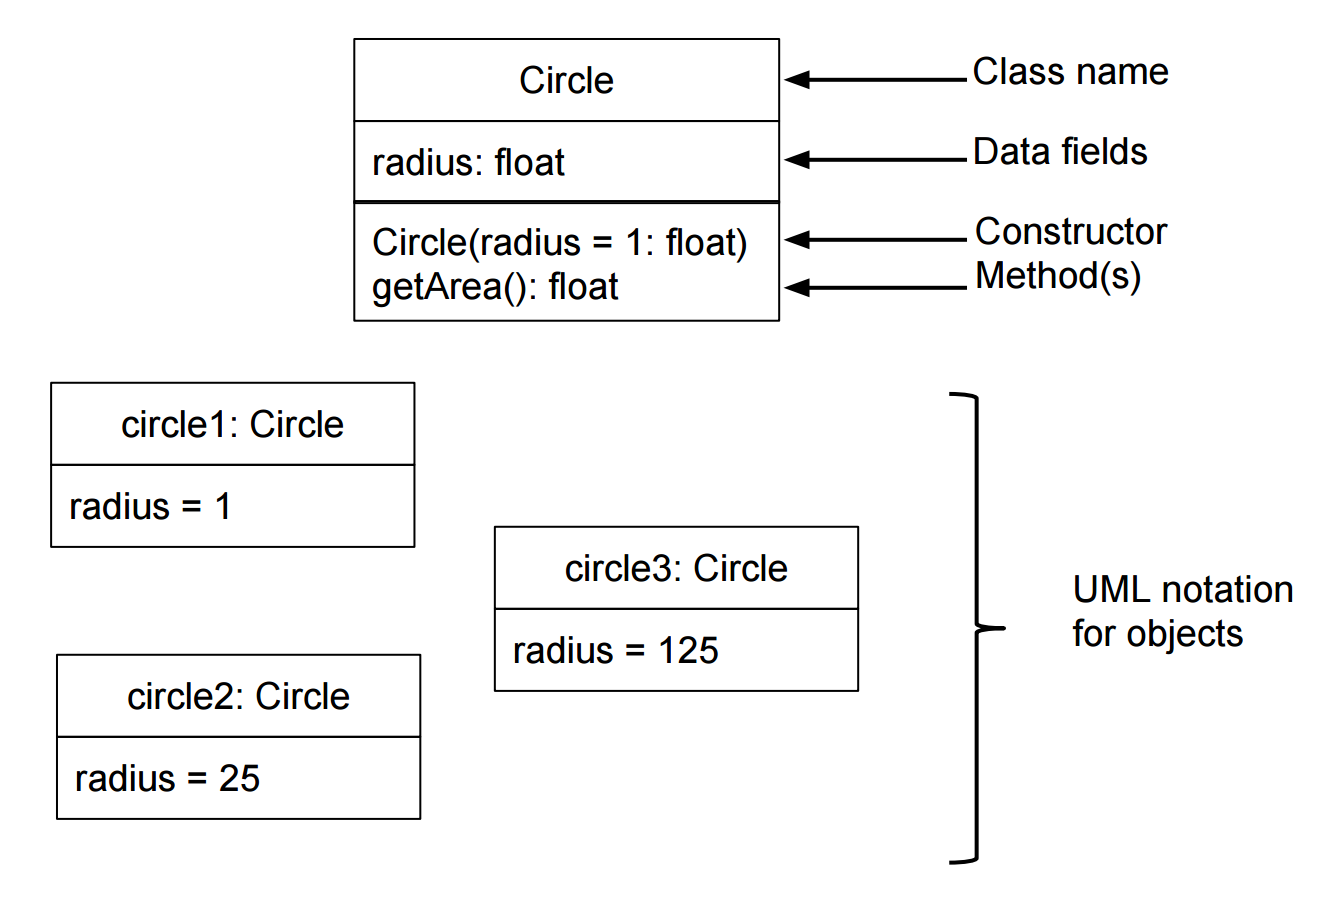 Circle
Class name
radius: float
Data fields
Circle(radius = 1: float)
Constructor
getArea(): float
Method(s)
circle1: Circle
radius = 1
circle3: Circle
radius = 125
UML notation
for objects
circle2: Circle
radius = 25